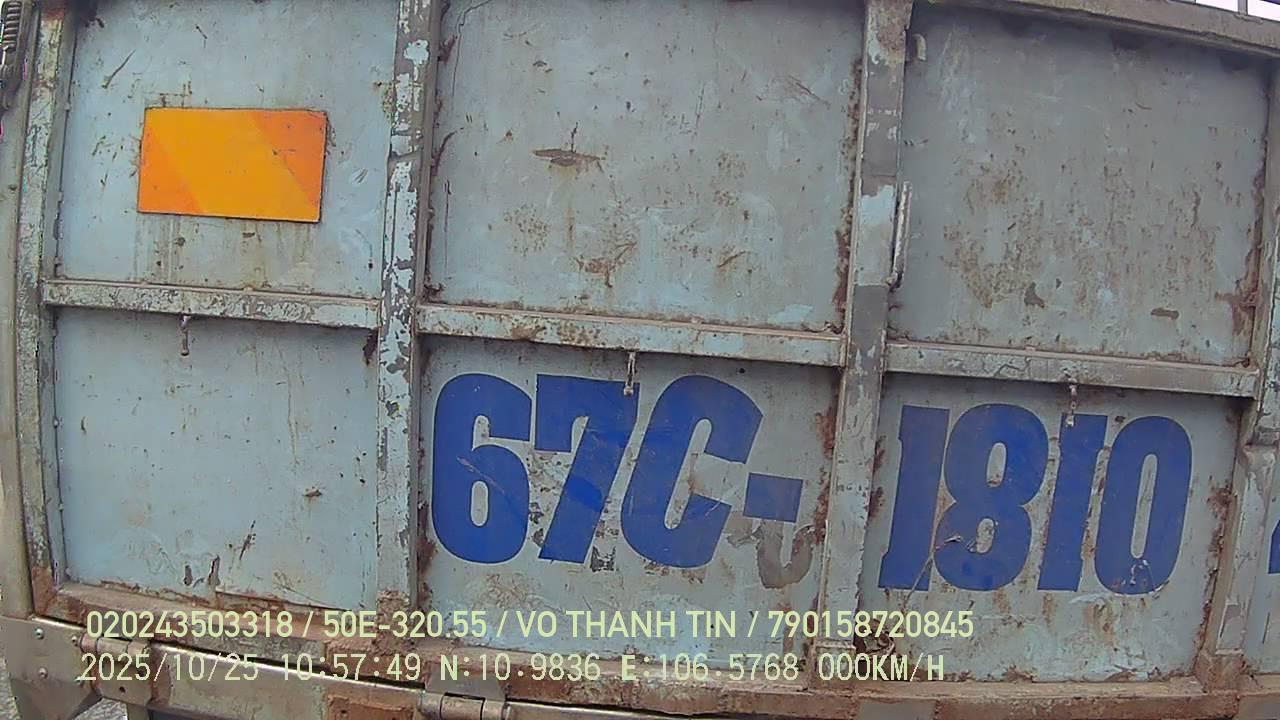 67C-1810
020243503318 / 50E-320.55 / VO THANH TIN / 790158720845
2025/10/25 10:57:49 N:10.9836 E:106.5768 000KM/H